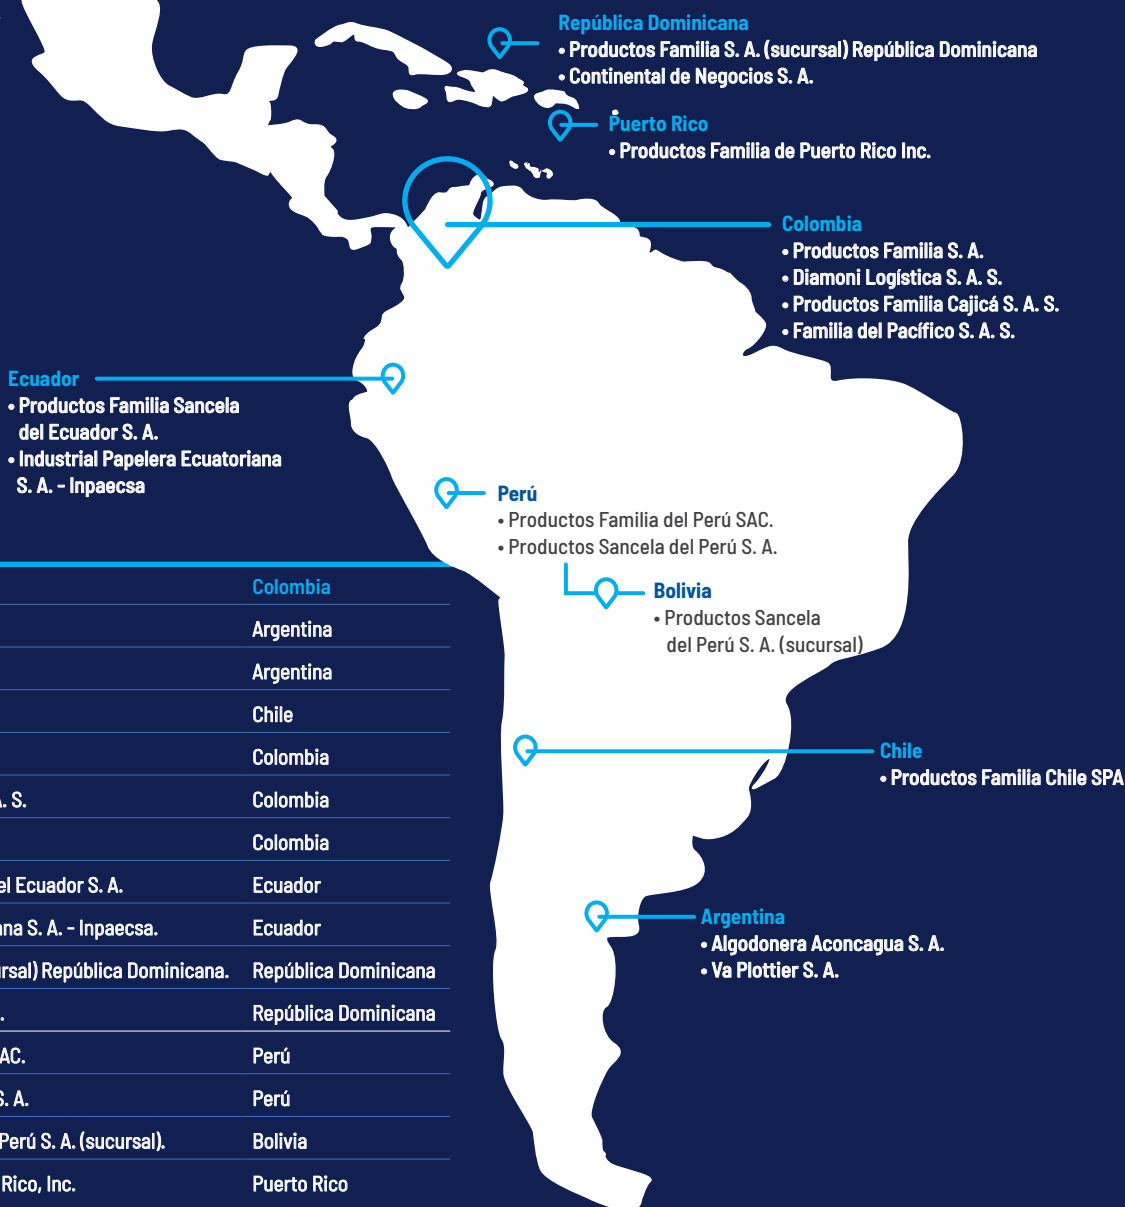 República Dominicana
• Productos Familia S. A. (sucursal) República Dominicana
• Continental de Negocios S. A.
Puerto Rico
• Productos Familia de Puerto Rico Inc.
Colombia
• Productos Familia S. A.
• Diamoni Logística S. A. S.
• Productos Familia Cajicá S. A. S.
• Familia del Pacífico S. A. S.
Ecuador
• Productos Familia Sancela
del Ecuador S. A.
• Industrial Papelera Ecuatoriana
S. A. - Inpaecsa
Perú
• Productos Familia del Perú SAC.
• Productos Sancela del Perú S. A.
Bolivia
• Productos Sancela
del Perú S. A. (sucursal)
Chile
• Productos Familia Chile SPA
Argentina
• Algodonera Aconcagua S. A.
• Va Plottier S. A.
Colombia
Argentina
Argentina
Chile
Colombia
. S. Colombia
Colombia
Ecuador S. A. Ecuador
S. A. - Inpaecsa. Ecuador
República Dominicana. República Dominicana
. República Dominicana
AC. Perú
S. A. Perú
Perú S. A. (sucursal). Bolivia
Rico, Inc. Puerto Rico